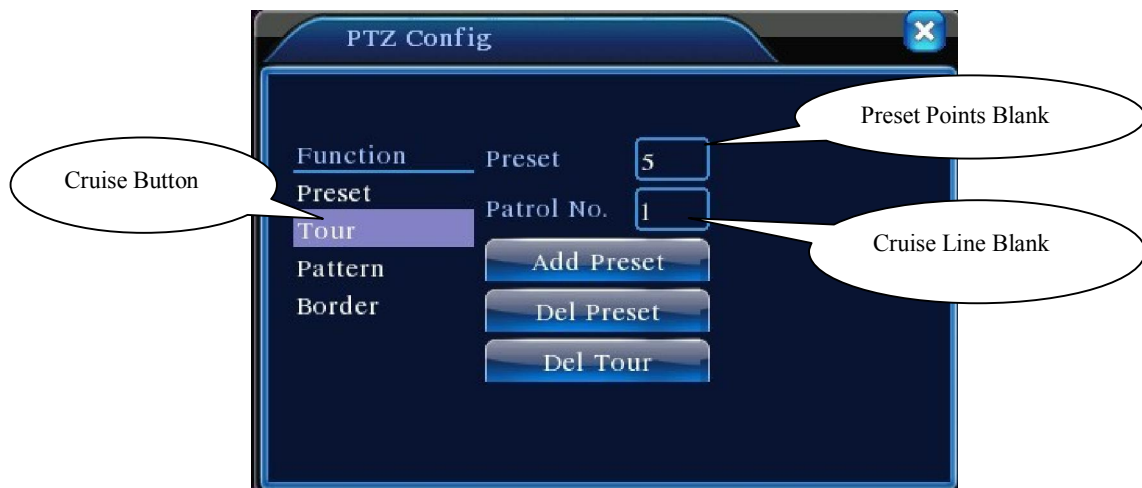 PTZ Config
Preset Points Blank
Cruise Button
Function
Preset 5
Preset
Patrol No. 1
Tour
Cruise Line Blank
Pattern
Add Preset
Border
Del Preset
Del Tour